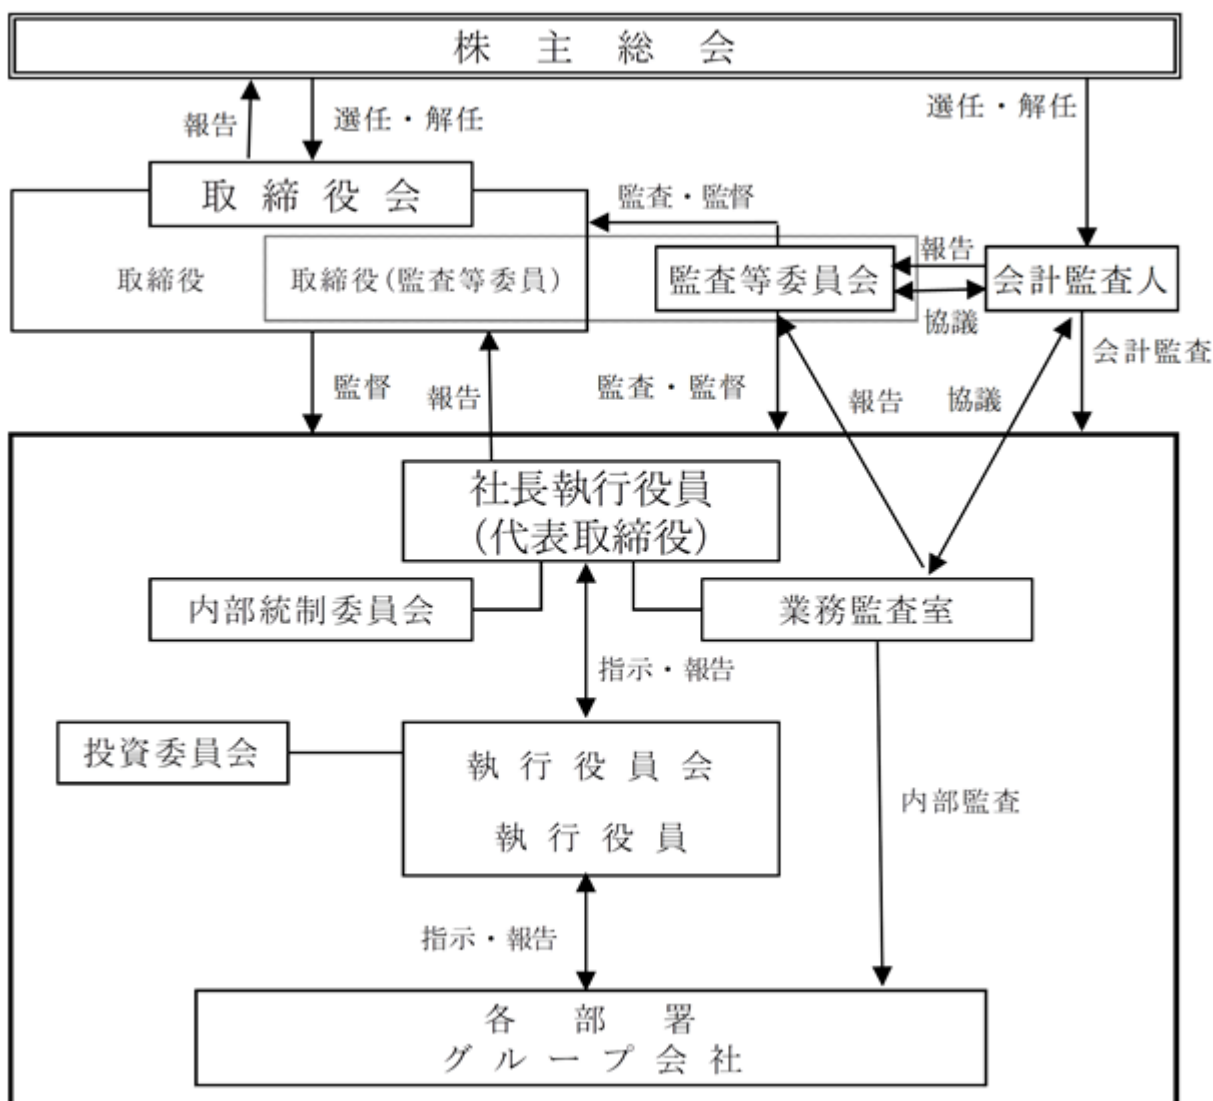 株主総会
報告
選任・解任
選任・解任
取締役会
監査・監督
取締役
取締役(監査等委員)
監査等委員会
報告
協議
会計監査人
監督
報告
監査・監督
報告
協議
会計監査
社長執行役員
(代表取締役)
内部統制委員会
業務監査室
指示・報告
投資委員会
執行役員会
執行役員
内部監査
指示・報告
各部署
グループ会社